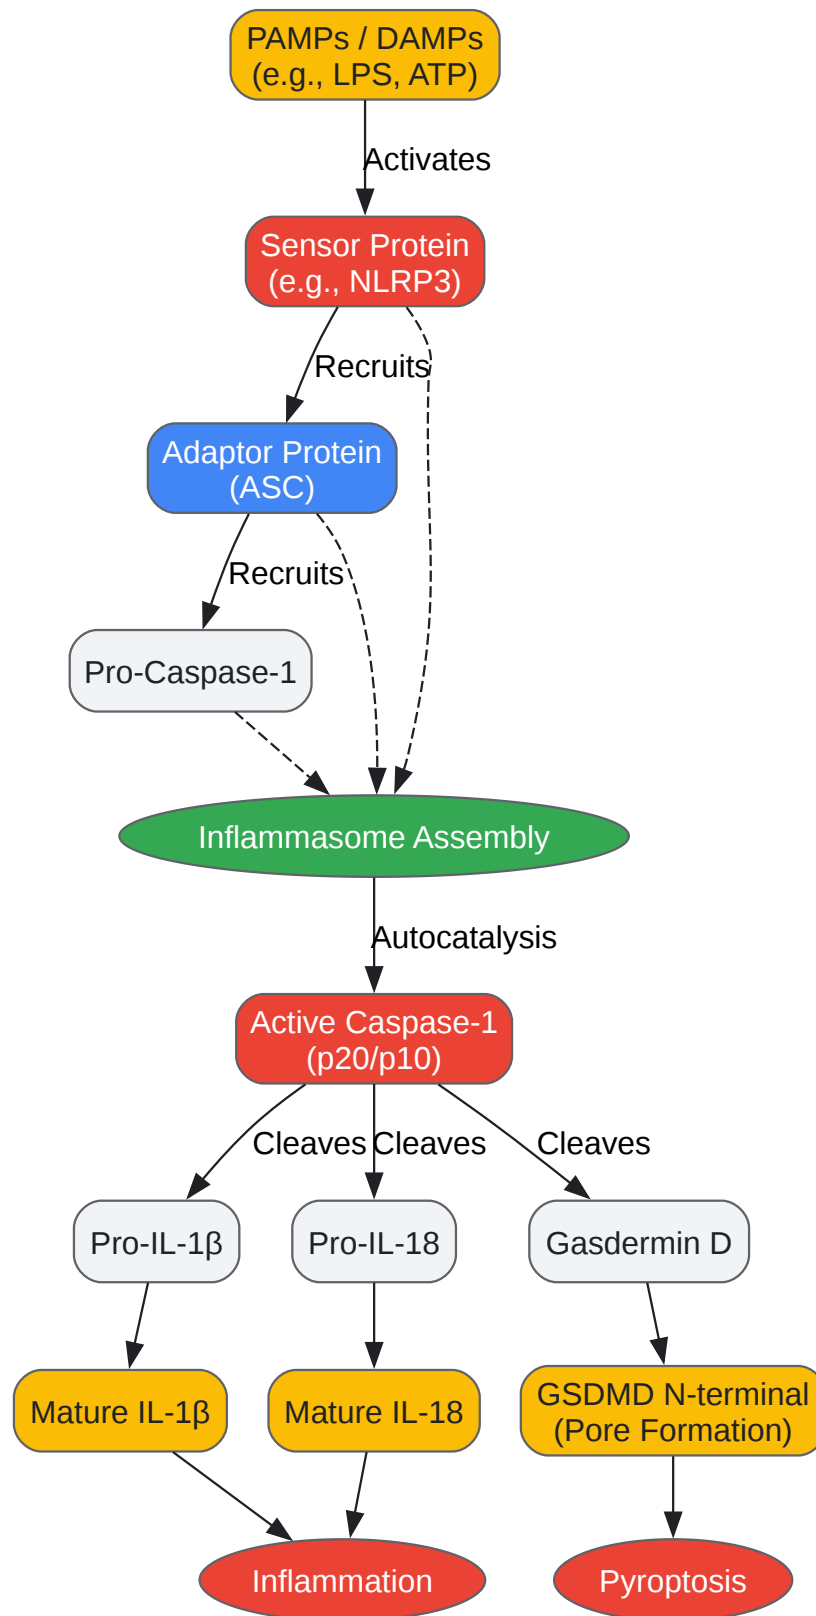 PAMPs / DAMPs
(e.g., LPS, ATP)
Activates
Sensor Protein
(e.g., NLRP3)
Recruits
Adaptor Protein
(ASC)
Recruits
Pro-Caspase-1
Inflammasome Assembly
Autocatalysis
Active Caspase-1
(p20/p10)
Cleaves
Cleaves
Cleaves
Pro-IL-1β
Pro-IL-18
Gasdermin D
Mature IL-1β
Mature IL-18
GSDMD N-terminal
(Pore Formation)
Inflammation
Pyroptosis